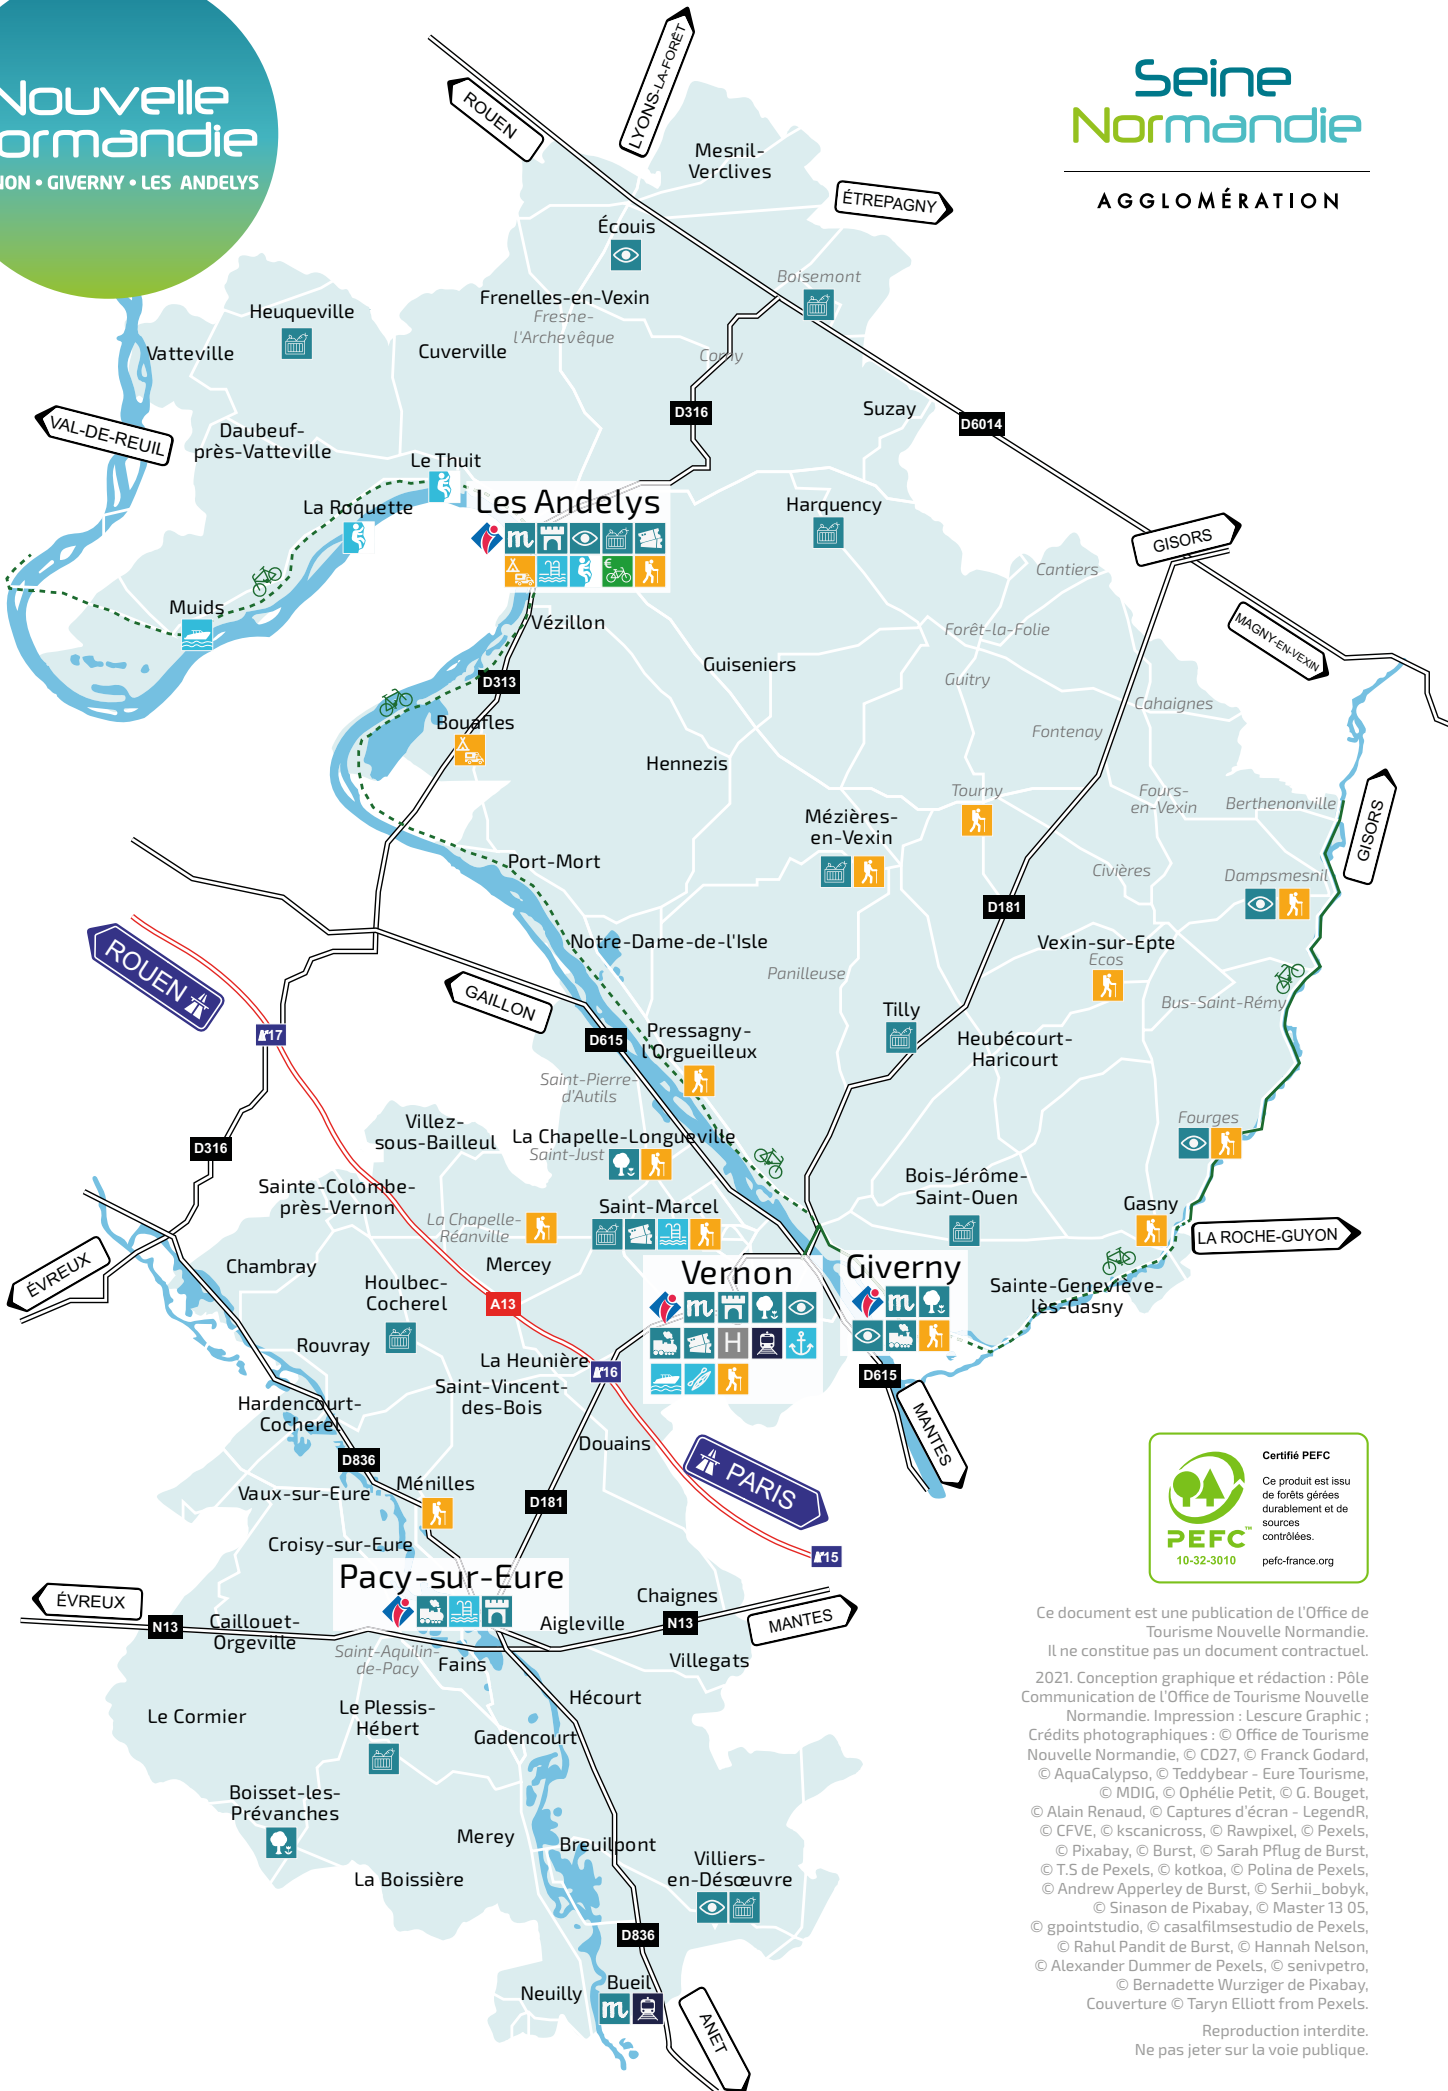 Nouvelle
ormandie
NON • GIVERNY • LES ANDELYS
Seine
Normandie
AGGLOMÉRATION
ROUEN
LYONS-LA-FORÊT
Mesnil-
Verclives
ÉTREPAGNY
Écouis
Boisemont
Frenelles-en-Vexin
Fresne-
l'Archevêque
Heuqueville
Vatteville
Cuverville
Corny
Suzay
D316
D6014
VAL-DE-REUIL
Daubeuf-
près-Vatteville
Le Thuit
La Roquette
Les Andelys
m
€
Harquency
GISORS
Cantiers
Muids
Vézillon
Forêt-la-Folie
MAGNY-EN-VEXIN
Guiseniers
Guitry
D313
Cahaignes
Bouafles
Fontenay
Hennezis
Tourny
Fours-
en-Vexin
Berthenonville
GISORS
Mézières-
en-Vexin
Port-Mort
Civières
Dampsmesnil
D181
Notre-Dame-de-l'Isle
Vexin-sur-Epte
Ecos
ROUEN
Panilleuse
GAILLON
Bus-Saint-Rémy
Tilly
17
D615
Pressagny-
l'Orgueilleux
Heubécourt-
Haricourt
Saint-Pierre-
d'Autils
Villez-
sous-Bailleul
La Chapelle-Longueville
Saint-Just
Fourges
D316
Sainte-Colombe-
près-Vernon
Bois-Jérôme-
Saint-Ouen
Saint-Marcel
Gasny
La Chapelle-
Réanville
LA ROCHE-GUYON
ÉVREUX
Chambray
Mercey
Vernon
m
H
Giverny
m
Houlbec-
Cocherel
Sainte-Geneviève-
lès-Gasny
A13
Rouvray
La Heunière
16
D615
Saint-Vincent-
des-Bois
Hardencourt-
Cocherel
MANTES
Douains
D836
PARIS
Vaux-sur-Eure
Ménilles
D181
Croisy-sur-Eure
15
Pacy-sur-Eure
ÉVREUX
Chaignes
N13
Caillouet-
Orgeville
Aigleville
N13
MANTES
Saint-Aquilin-
de-Pacy
Fains
Villegats
Le Cormier
Le Plessis-
Hébert
Hécourt
Gadencourt
Boisset-les-
Prévanches
Merey
Breuilpont
La Boissière
Villiers-
en-Désœuvre
D836
Neuilly
Bueil
m
ANET
PEFC™
10-32-3010
Certifié PEFC
Ce produit est issu
de forêts gérées
durablement et de
sources
contrôlées.
pefc-france.org
Ce document est une publication de l'Office de
Tourisme Nouvelle Normandie.
Il ne constitue pas un document contractuel.
2021. Conception graphique et rédaction : Pôle
Communication de l'Office de Tourisme Nouvelle
Normandie. Impression : Lescure Graphic ;
Crédits photographiques : © Office de Tourisme
Nouvelle Normandie, © CD27, © Franck Godard,
© AquaCalypso, © Teddybear - Eure Tourisme,
© MDIG, © Ophélie Petit, © G. Bouget,
© Alain Renaud, © Captures d'écran - LegendR,
© CFVE, © kscanicross, © Rawpixel, © Pexels,
© Pixabay, © Burst, © Sarah Pflug de Burst,
© T.S de Pexels, © kotkoa, © Polina de Pexels,
© Andrew Apperley de Burst, © Serhii_bobyk,
© Sinason de Pixabay, © Master 13 05,
© gpointstudio, © casalfilmsestudio de Pexels,
© Rahul Pandit de Burst, © Hannah Nelson,
© Alexander Dummer de Pexels, © senivpetro,
© Bernadette Wurziger de Pixabay,
Couverture © Taryn Elliott from Pexels.
Reproduction interdite.
Ne pas jeter sur la voie publique.